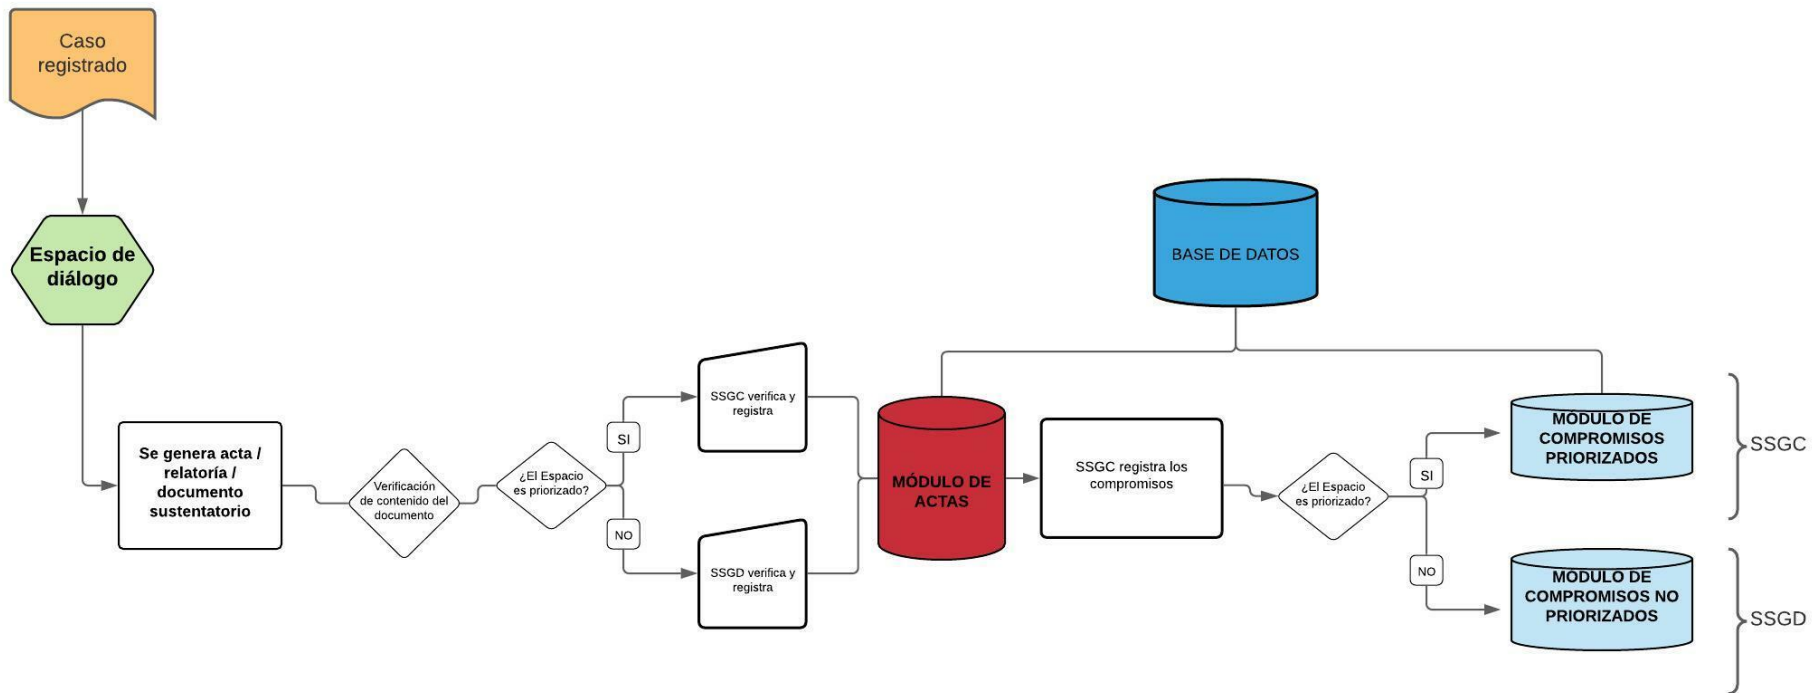 Caso
registrado
Espacio de
diálogo
Se genera acta /
relatoría /
documento
sustentatorio
Verificación
de contenido del
documento
¿El Espacio
es priorizado?
SI
NO
SSGC verifica y
registra
SSGD verifica y
registra
BASE DE DATOS
MÓDULO DE
ACTAS
SSGC registra los
compromisos
¿El Espacio
es priorizado?
SI
NO
MÓDULO DE
COMPROMISOS
PRIORIZADOS
SSGC
MÓDULO DE
COMPROMISOS NO
PRIORIZADOS
SSGD